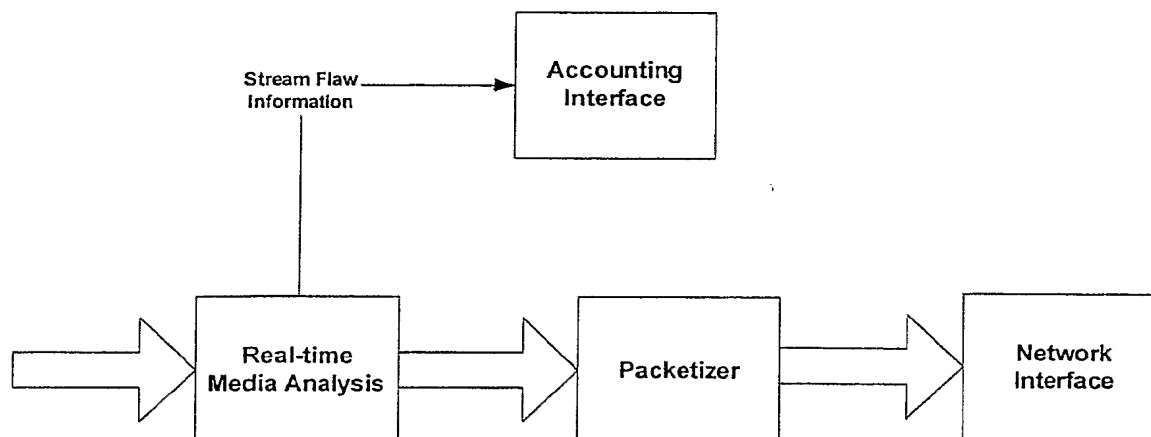 Stream Flaw
Information
Accounting
Interface
Real-time
Media Analysis
Packetizer
Network
Interface